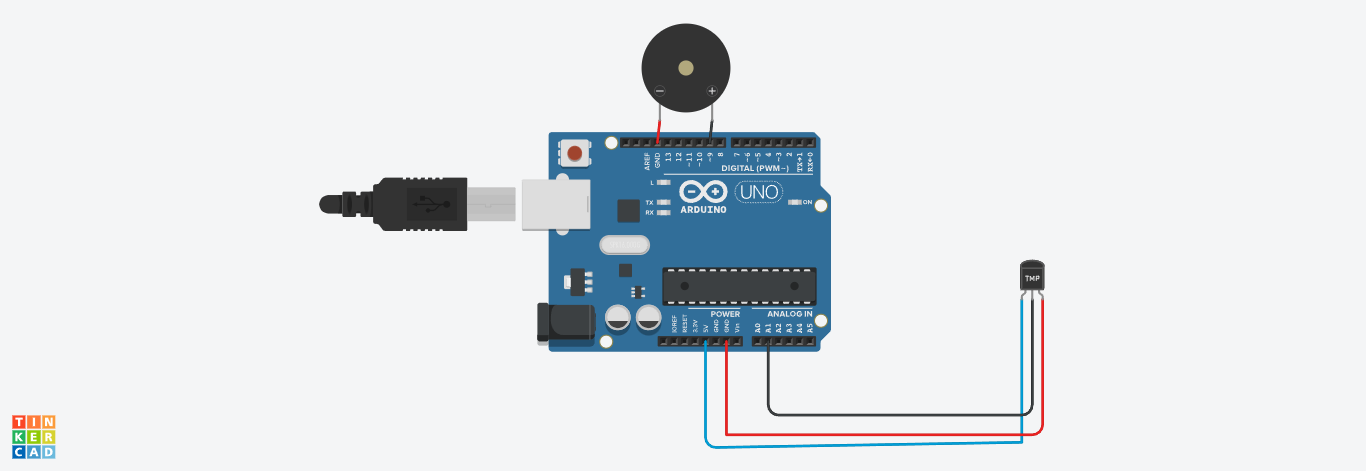 − +
AREF
GND
13
12
~11
~10
~9
8
7
~6
~5
4
~3
2
TX→1
RX←0
DIGITAL (PWM~)
L
TX
RX
ARDUINO
UNO
ON
TMP
POWER
ANALOG IN
IOREF
RESET
3.3V
5V
GND
GND
Vin
A0
A1
A2
A3
A4
A5
TIN
KER
CAD